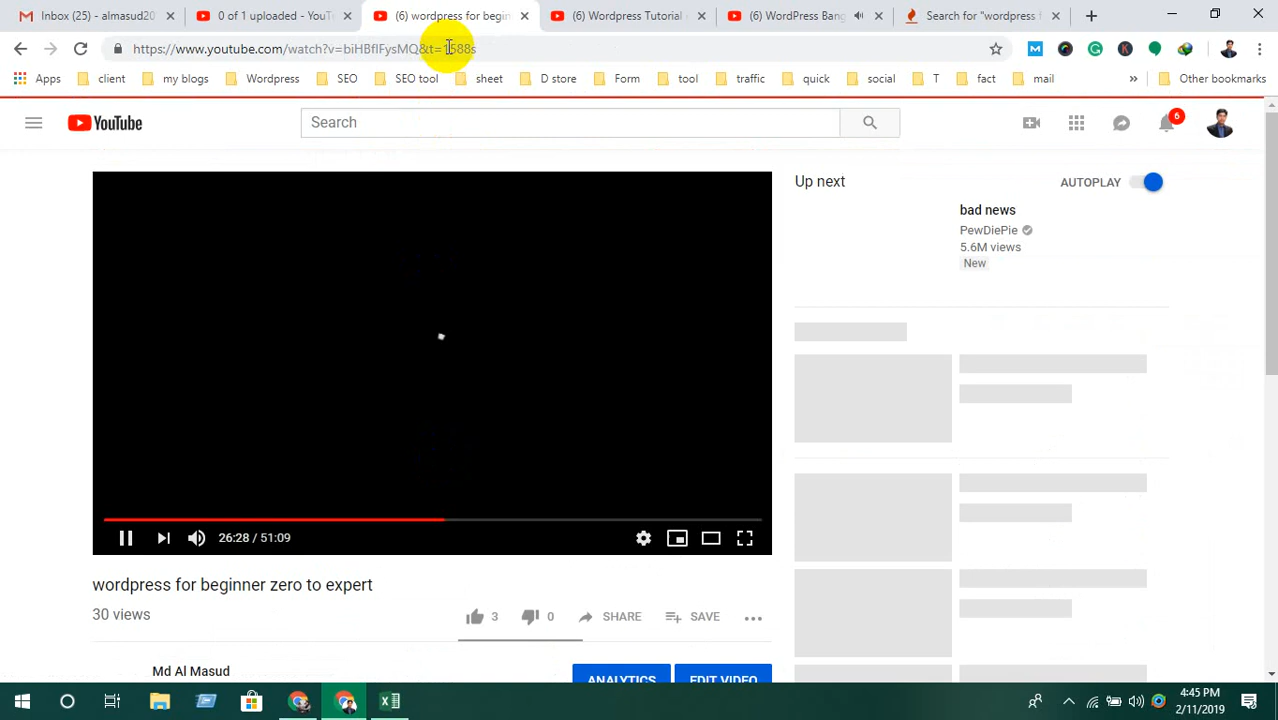 Inbox (6) - almasud20
0 of 1 uploaded - YouT
(6) wordpress for begin
(6) Wordpress Tutorial
(6) WordPress Bang
Search for "wordpress
https://www.youtube.com/watch?v=biHBflFysMQ&t=1588s
Apps client my blogs Wordpress SEO SEO tool sheet D store Form tool traffic quick social T fact mail » Other bookmarks
YouTube
Search
6
Up next
AUTOPLAY
bad news
PewDiePie
5.6M views
New
26:28 / 51:09
wordpress for beginner zero to expert
30 views
3 0 SHARE SAVE
Md Al Masud
ANALYTICS EDIT VIDEO
4:45 PM
2/11/2019